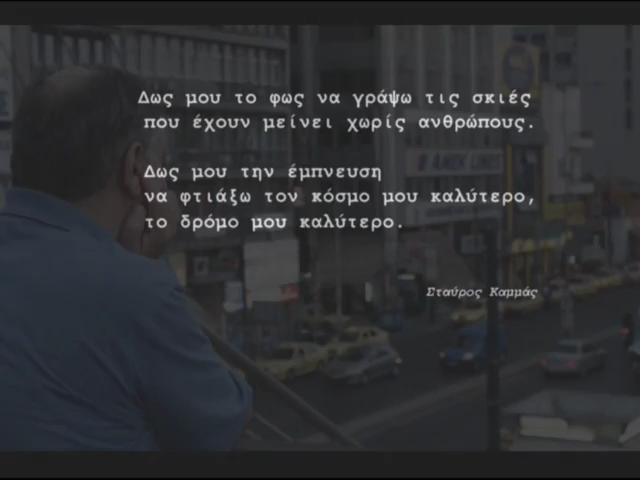 Δως μου το φως να γράψω τις σκιές
που έχουν μείνει χωρίς ανθρώπους.
Δως μου την έμπνευση
να φτιάξω τον κόσμο μου καλύτερο,
το δρόμο μου καλύτερο.
Σταύρος Καμμάς